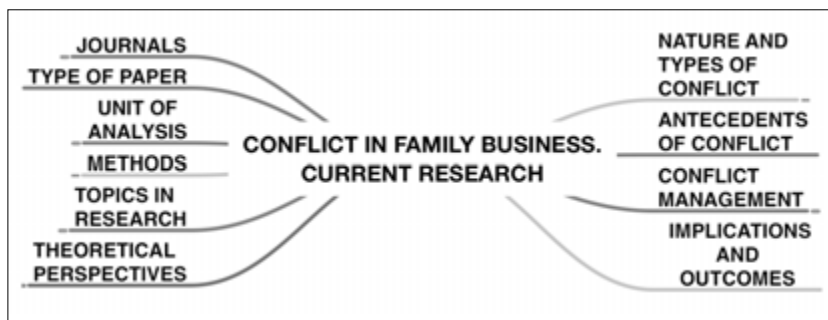 JOURNALS
TYPE OF PAPER
UNIT OF
ANALYSIS
METHODS
TOPICS IN
RESEARCH
THEORETICAL
PERSPECTIVES
CONFLICT IN FAMILY BUSINESS.
CURRENT RESEARCH
NATURE AND
TYPES OF
CONFLICT
ANTECEDENTS
OF CONFLICT
CONFLICT
MANAGEMENT
IMPLICATIONS
AND
OUTCOMES